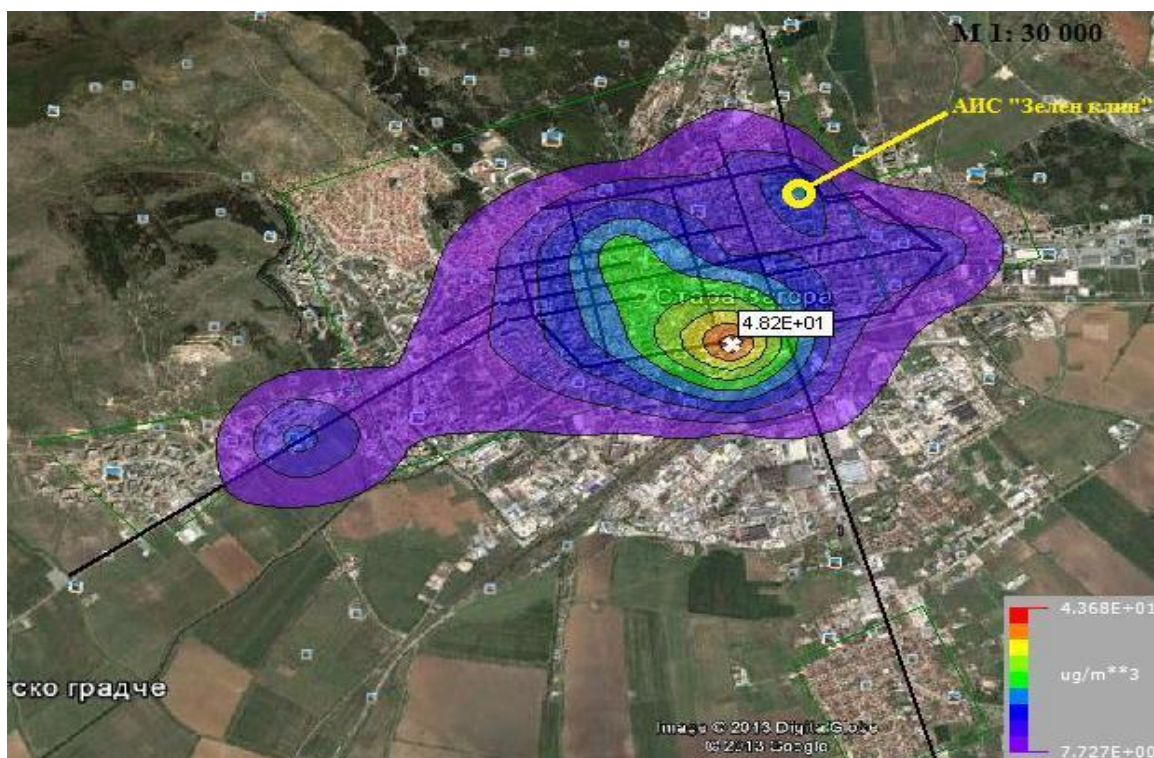 М 1: 30 000
АИС "Зелен клин"
Стара Загора
4.82E+01
4.368E+01
ug/m**3
7.727E+00
ско градче
Image © 2013 DigitalGlobe
© 2013 Google